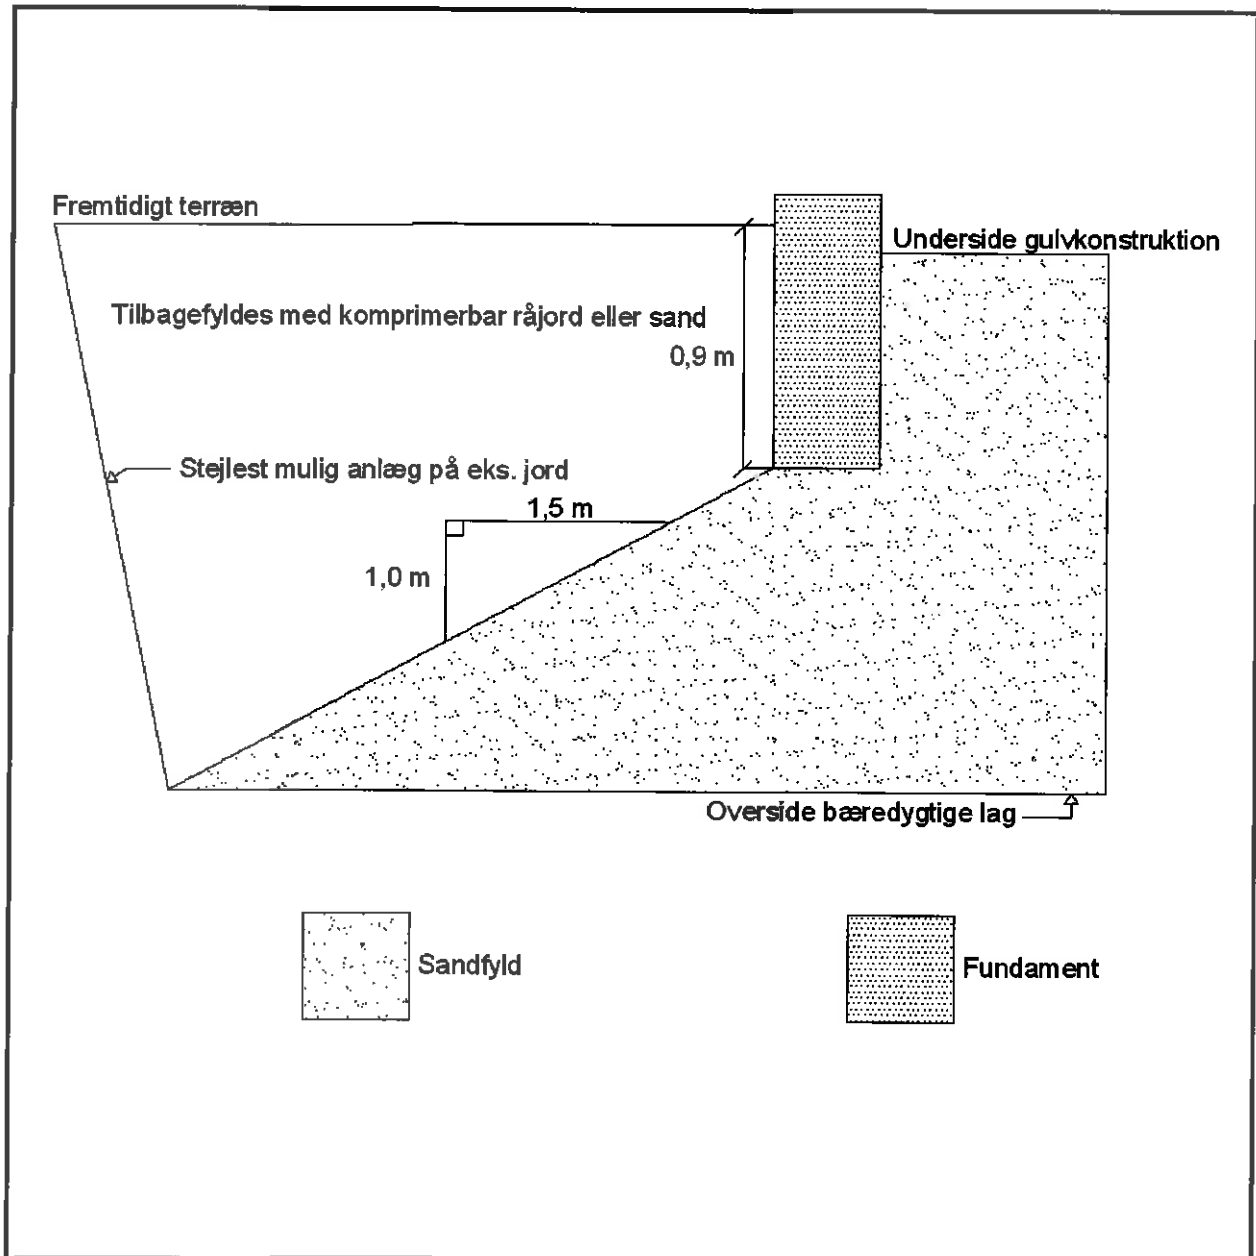 Fremtidigt terræn
Underside gulvkonstruktion
Tilbagefyldes med komprimerbar råjord eller sand
0,9 m
Stejlest mulig anlæg på eks. jord
1,5 m
1,0 m
Overside bæredygtige lag
Sandfyld
Fundament